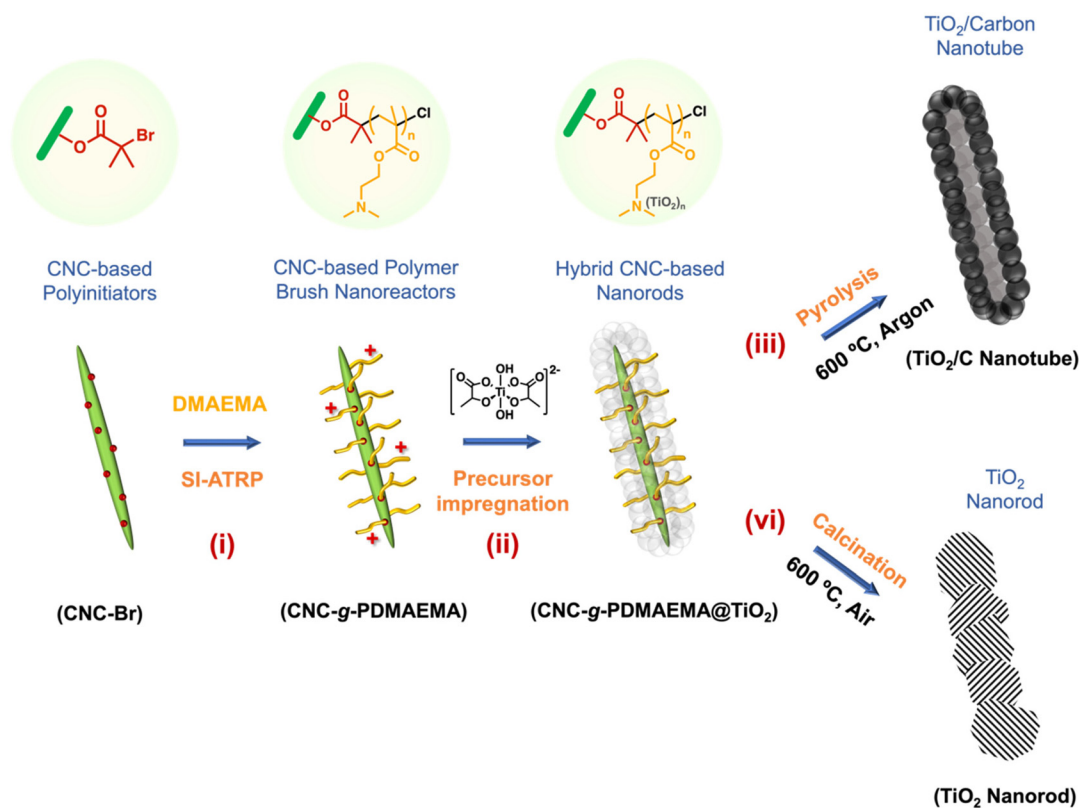 TiO2/Carbon
Nanotube
O
O
Br
O
O
n
Cl
O
O
N
O
O
n
Cl
O
O
N
(TiO2)n
CNC-based
Polyinitiators
CNC-based Polymer
Brush Nanoreactors
Hybrid CNC-based
Nanorods
Pyrolysis
600 ºC, Argon
(iii)
(TiO2/C Nanotube)
DMAEMA
SI-ATRP
(i)
+
+
+
+
OH
O
O
O
O
Ti
O
O
OH
2-
Precursor
impregnation
(ii)
(vi)
Calcination
600 ºC, Air
TiO2
Nanorod
(CNC-Br)
(CNC-g-PDMAEMA)
(CNC-g-PDMAEMA@TiO2)
(TiO2 Nanorod)